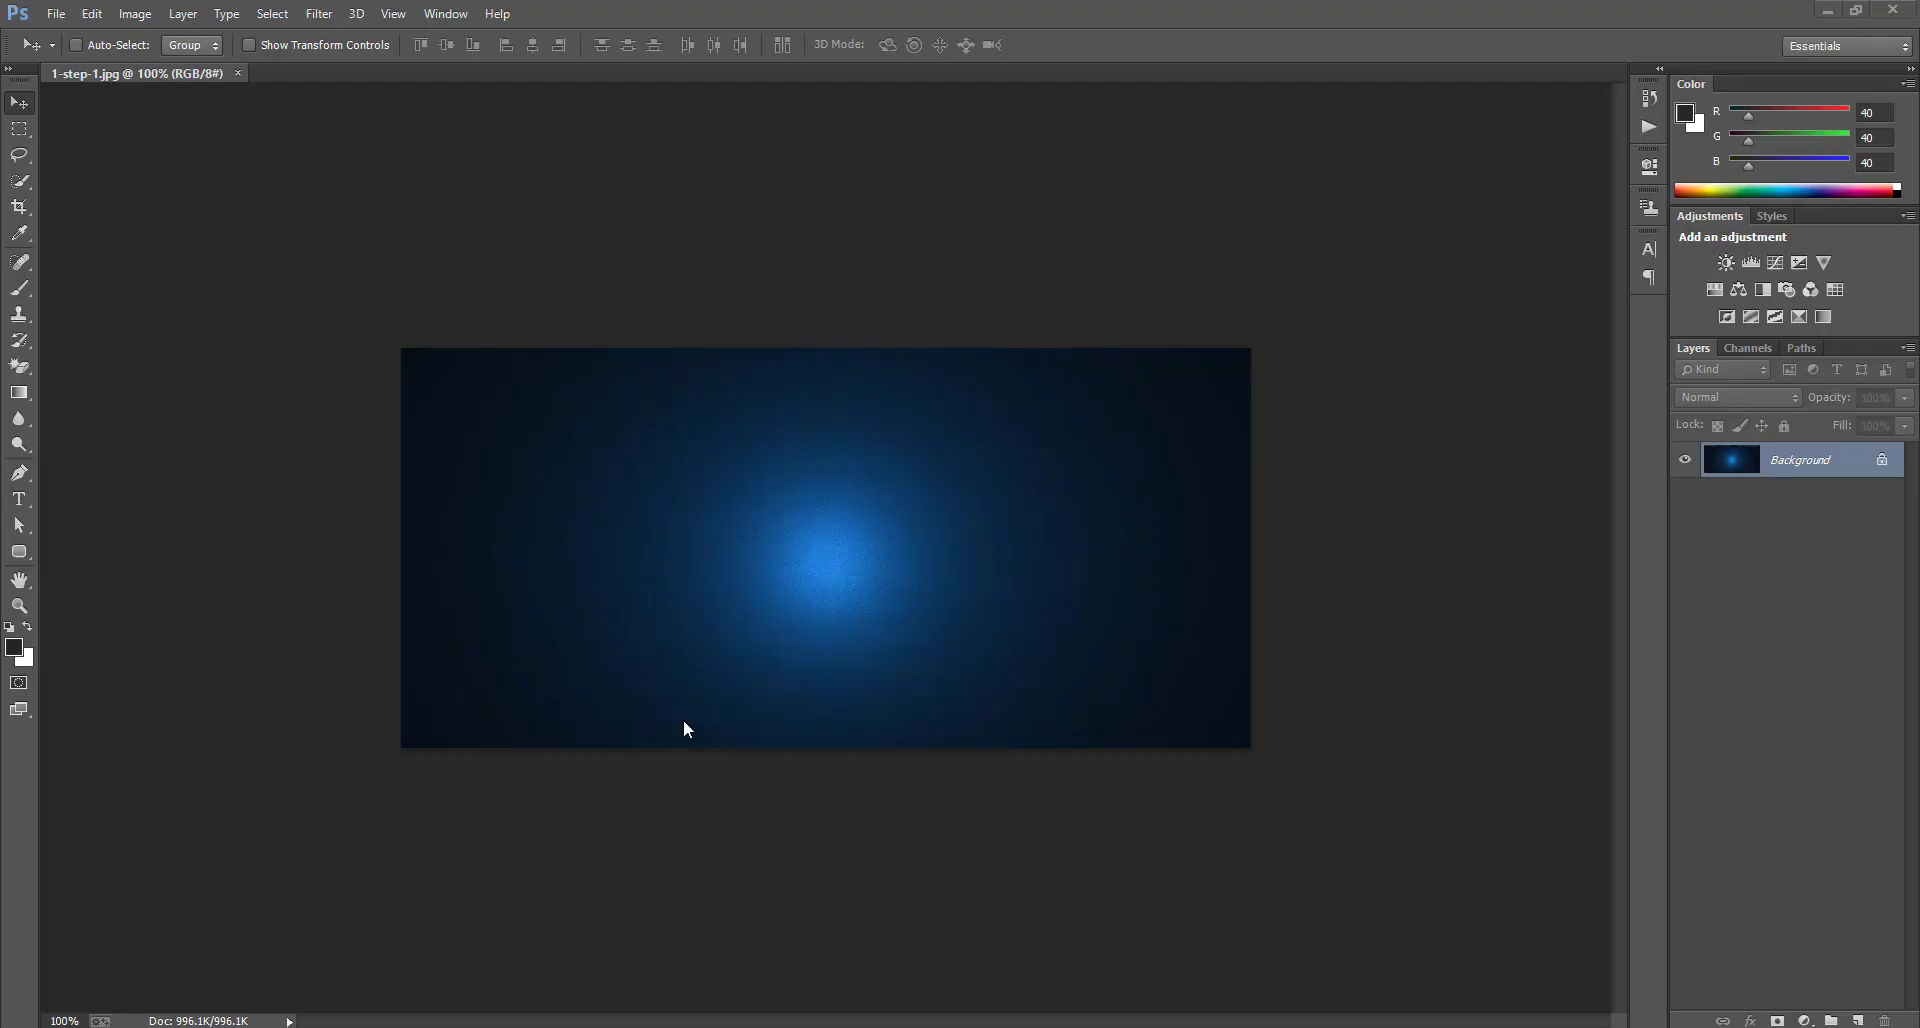 Ps File Edit Image Layer Type Select Filter 3D View Window Help
Auto-Select: Group Show Transform Controls 3D Mode: Essentials
1-step-1.jpg @ 100% (RGB/8#) ×
Color
R 40
G 40
B 40
Adjustments Styles
Add an adjustment
Layers Channels Paths
Kind
Normal Opacity: 100%
Lock: Fill: 100%
Background
100% Doc: 996.1K/996.1K